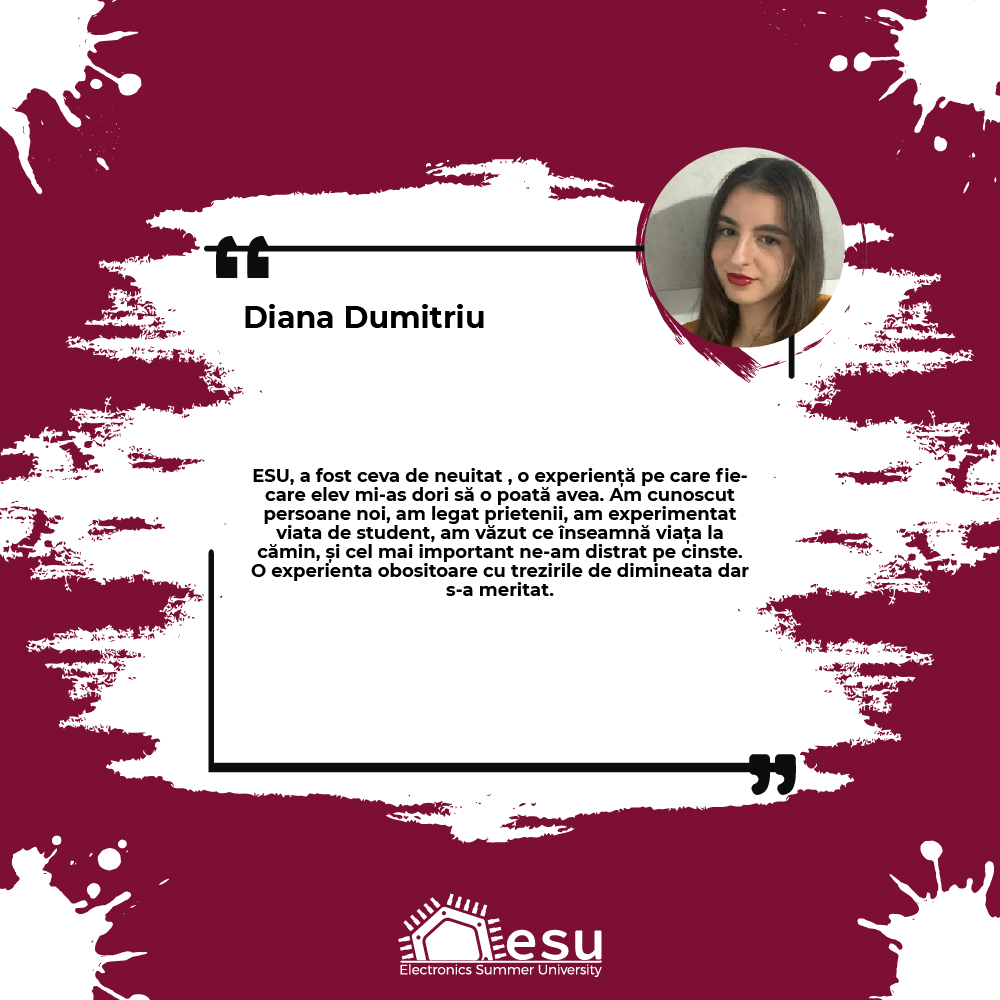 Diana Dumitriu
ESU, a fost ceva de neuitat , o experiență pe care fie-
care elev mi-as dori să o poată avea. Am cunoscut
persoane noi, am legat prietenii, am experimentat
viata de student, am văzut ce înseamnă viața la
cămin, și cel mai important ne-am distrat pe cinste.
O experienta obositoare cu trezirile de dimineata dar
s-a meritat.
esu
Electronics Summer University